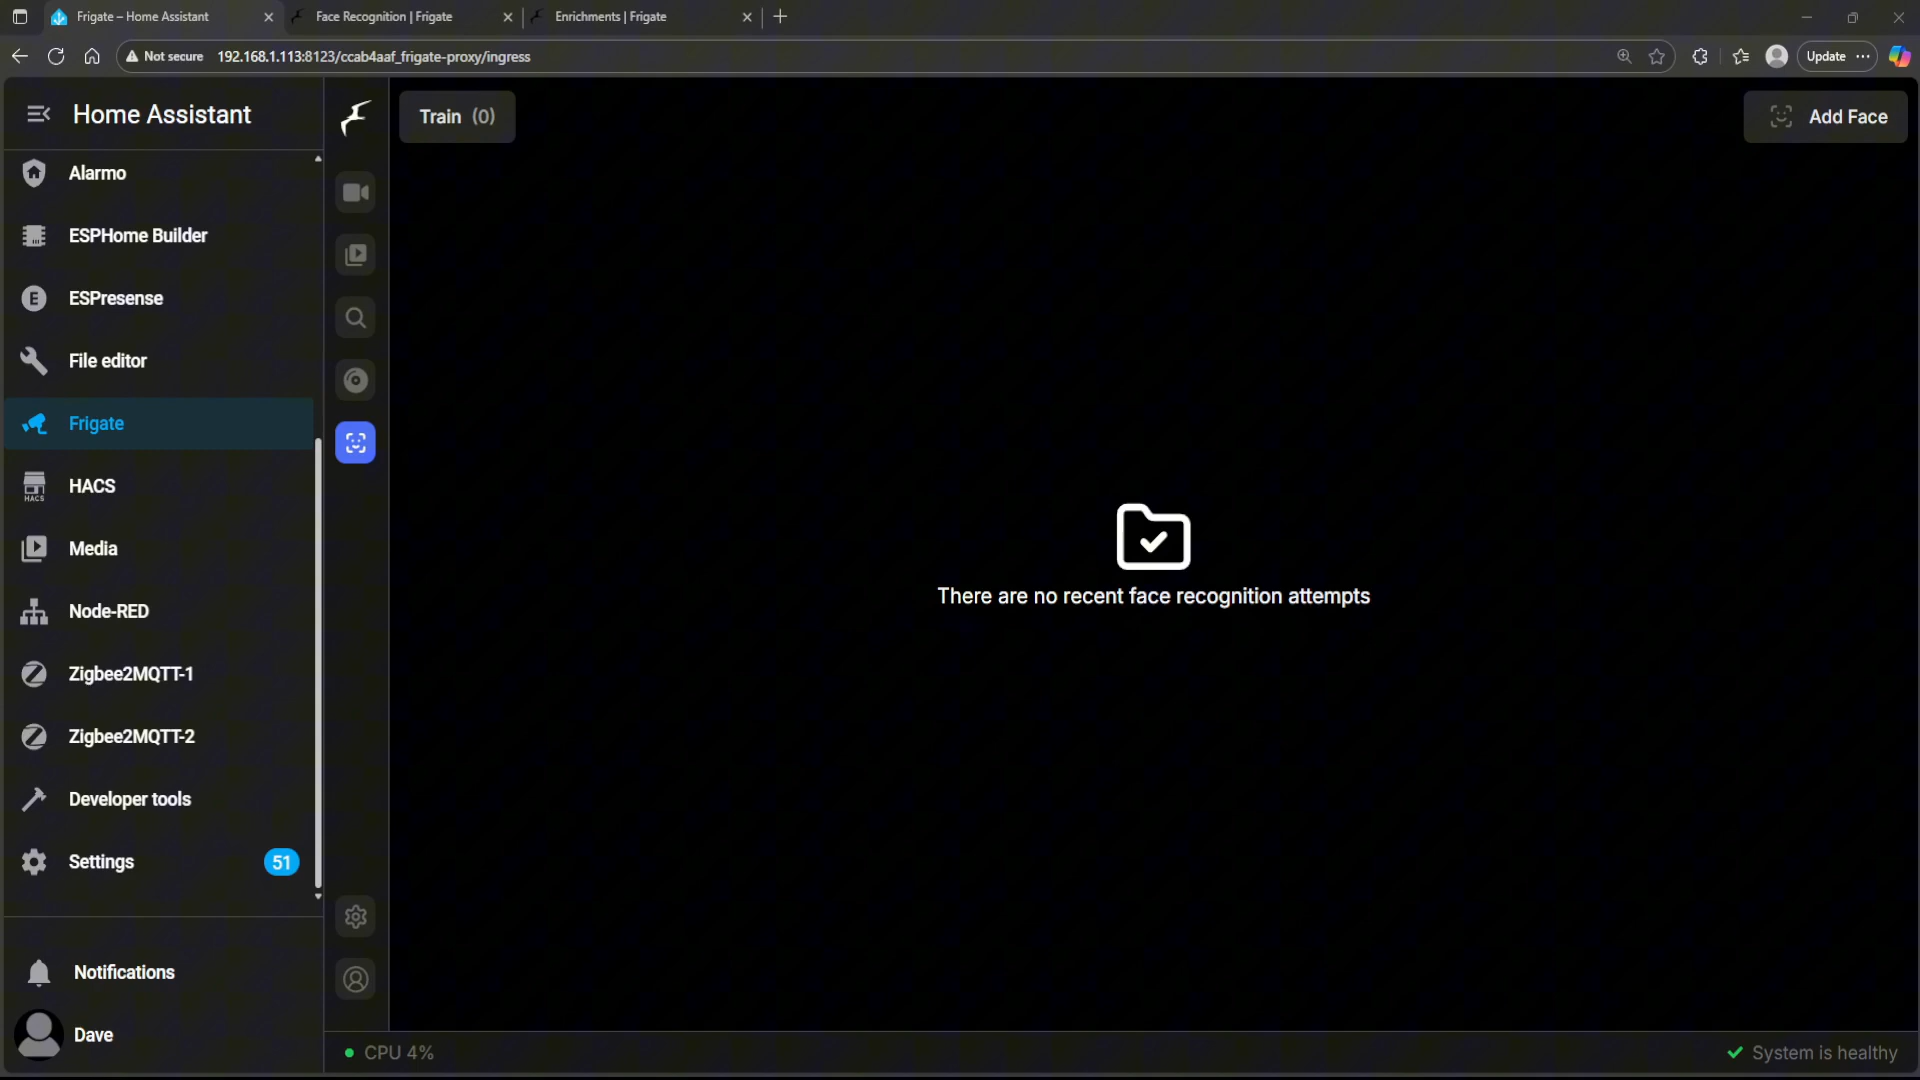 Frigate – Home Assistant
Face Recognition | Frigate
Enrichments | Frigate
Not secure
192.168.1.113:8123/ccab4aaf_frigate-proxy/ingress
Update
Home Assistant
Train (0)
Add Face
Alarmo
ESPHome Builder
E
ESPresense
File editor
Frigate
HACS
HACS
Media
Node-RED
Zigbee2MQTT-1
Zigbee2MQTT-2
Developer tools
Settings
51
Notifications
Dave
There are no recent face recognition attempts
CPU 4%
System is healthy